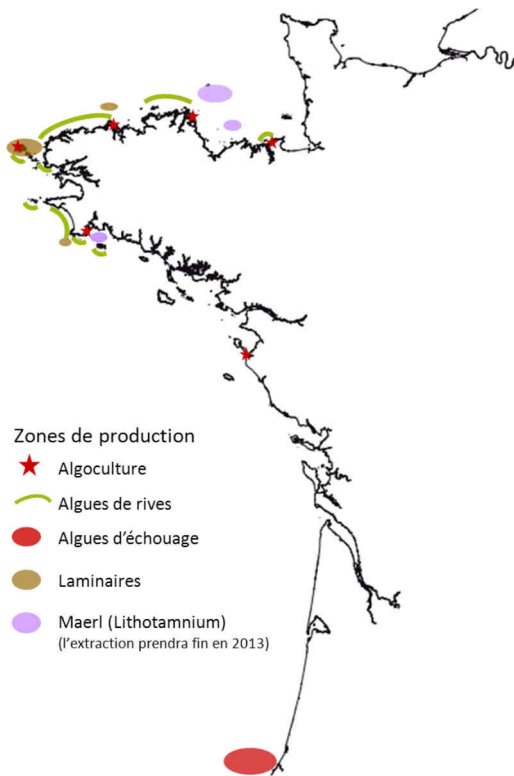 Zones de production
Algoculture
Algues de rives
Algues d’échouage
Laminaires
Maerl (Lithotamnium)
(l’extraction prendra fin en 2013)